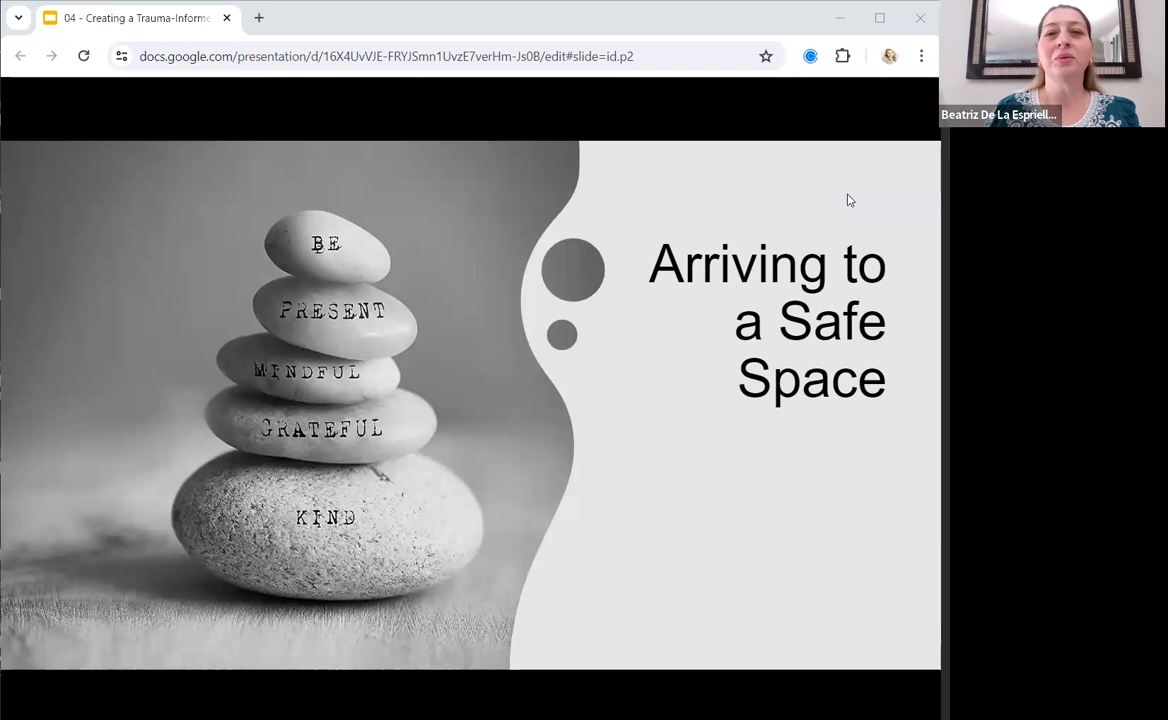 04 - Creating a Trauma-Informe
docs.google.com/presentation/d/16X4UvWJE-FRYJSmn1UvzE7verHm-Js0B/edit#slide=id.p2
Beatriz De La Espriell...
BE
PRESENT
MINDFUL
GRATEFUL
KIND
Arriving to
a Safe
Space